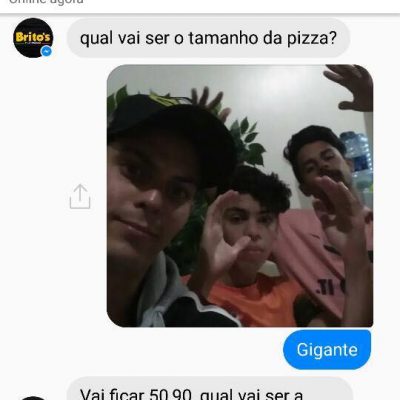 Online agora
Brito's
qual vai ser o tamanho da pizza?
Gigante
Vai ficar 50,90, qual vai ser a